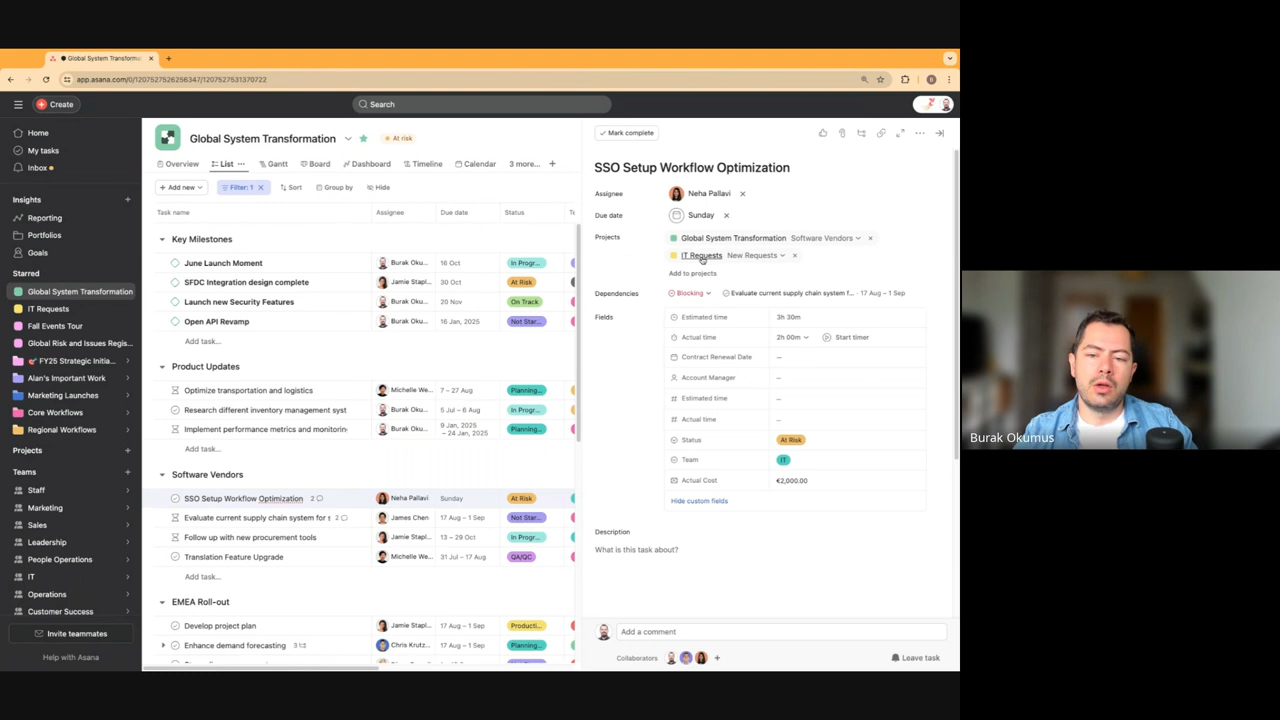 Global System Transforma
app.asana.com/0/1207527526256347/1207527531370722
Create
Search
Home
My tasks
Inbox
Insights
Reporting
Portfolios
Goals
Starred
Global System Transformation
IT Requests
Fall Events Tour
Global Risk and Issues Regis...
FY25 Strategic Initia...
Alan's Important Work
Marketing Launches
Core Workflows
Regional Workflows
Projects
Teams
Staff
Marketing
Sales
Leadership
People Operations
IT
Operations
Customer Success
Invite teammates
Help with Asana
Global System Transformation At risk
Overview List Gantt Board Dashboard Timeline Calendar 3 more...
Add new Filter: 1 Sort Group by Hide
Task name Assignee Due date Status
Key Milestones
June Launch Moment Burak Oku... 16 Oct In Progr...
SFDC Integration design complete Jamie Stapl... 30 Oct At Risk
Launch new Security Features Burak Oku... 20 Nov On Track
Open API Revamp Burak Oku... 16 Jan, 2025 Not Star...
Add task...
Product Updates
Optimize transportation and logistics Michelle We... 7 – 27 Aug Planning...
Research different inventory management syst Burak Oku... 5 Jul – 6 Aug In Progr...
Implement performance metrics and monitorin Burak Oku... 9 Jan, 2025 – 24 Jan, 2025 Planning...
Add task...
Software Vendors
SSO Setup Workflow Optimization 2 Neha Pallavi Sunday At Risk
Evaluate current supply chain system for s 2 James Chen 17 Aug – 1 Sep Not Star...
Follow up with new procurement tools Jamie Stapl... 13 – 29 Oct In Progr...
Translation Feature Upgrade Michelle We... 31 Jul – 17 Aug QA/QC
Add task...
EMEA Roll-out
Develop project plan Jamie Stapl... 17 Aug – 1 Sep Producti...
Enhance demand forecasting 3 Chris Krutz... 17 Aug – 1 Sep Planning...
Mark complete
SSO Setup Workflow Optimization
Assignee Neha Pallavi
Due date Sunday
Projects Global System Transformation Software Vendors
IT Requests New Requests
Add to projects
Dependencies Blocking Evaluate current supply chain system f... · 17 Aug – 1 Sep
Fields Estimated time 3h 30m
Actual time 2h 00m Start timer
Contract Renewal Date –
Account Manager –
Estimated time –
Actual time –
Status At Risk
Team IT
Actual Cost €2,000.00
Hide custom fields
Description
What is this task about?
Add a comment
Collaborators
Leave task
Burak Okumus